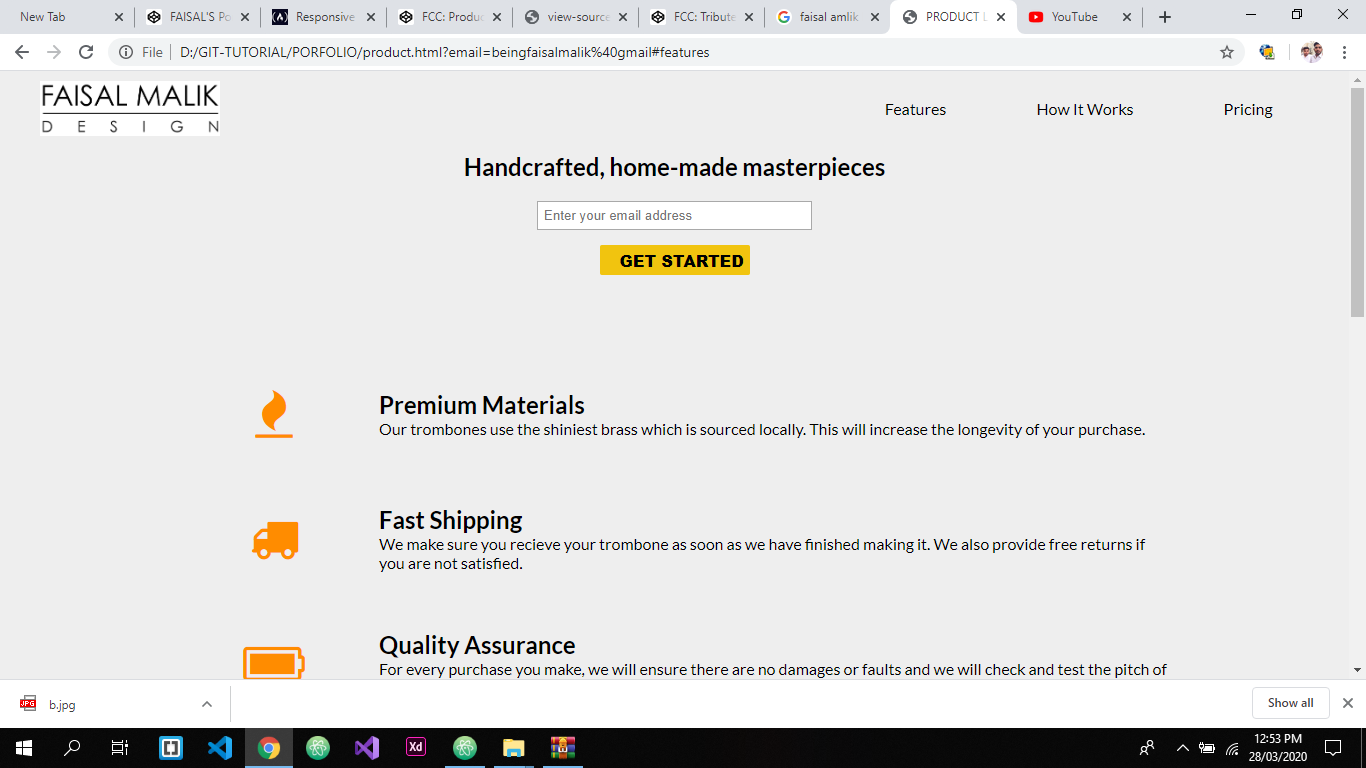 New Tab
FAISAL'S Po
Responsive
FCC: Produc
view-source
FCC: Tribute
faisal amlik
PRODUCT L
YouTube
File
D:/GIT-TUTORIAL/PORFOLIO/product.html?email=beingfaisalmalik%40gmail#features
FAISAL MALIK
DESIGN
Features
How It Works
Pricing
Handcrafted, home-made masterpieces
Enter your email address
GET STARTED
Premium Materials
Our trombones use the shiniest brass which is sourced locally. This will increase the longevity of your purchase.
Fast Shipping
We make sure you recieve your trombone as soon as we have finished making it. We also provide free returns if
you are not satisfied.
Quality Assurance
For every purchase you make, we will ensure there are no damages or faults and we will check and test the pitch of
JPG
b.jpg
Show all
Xd
12:53 PM
28/03/2020